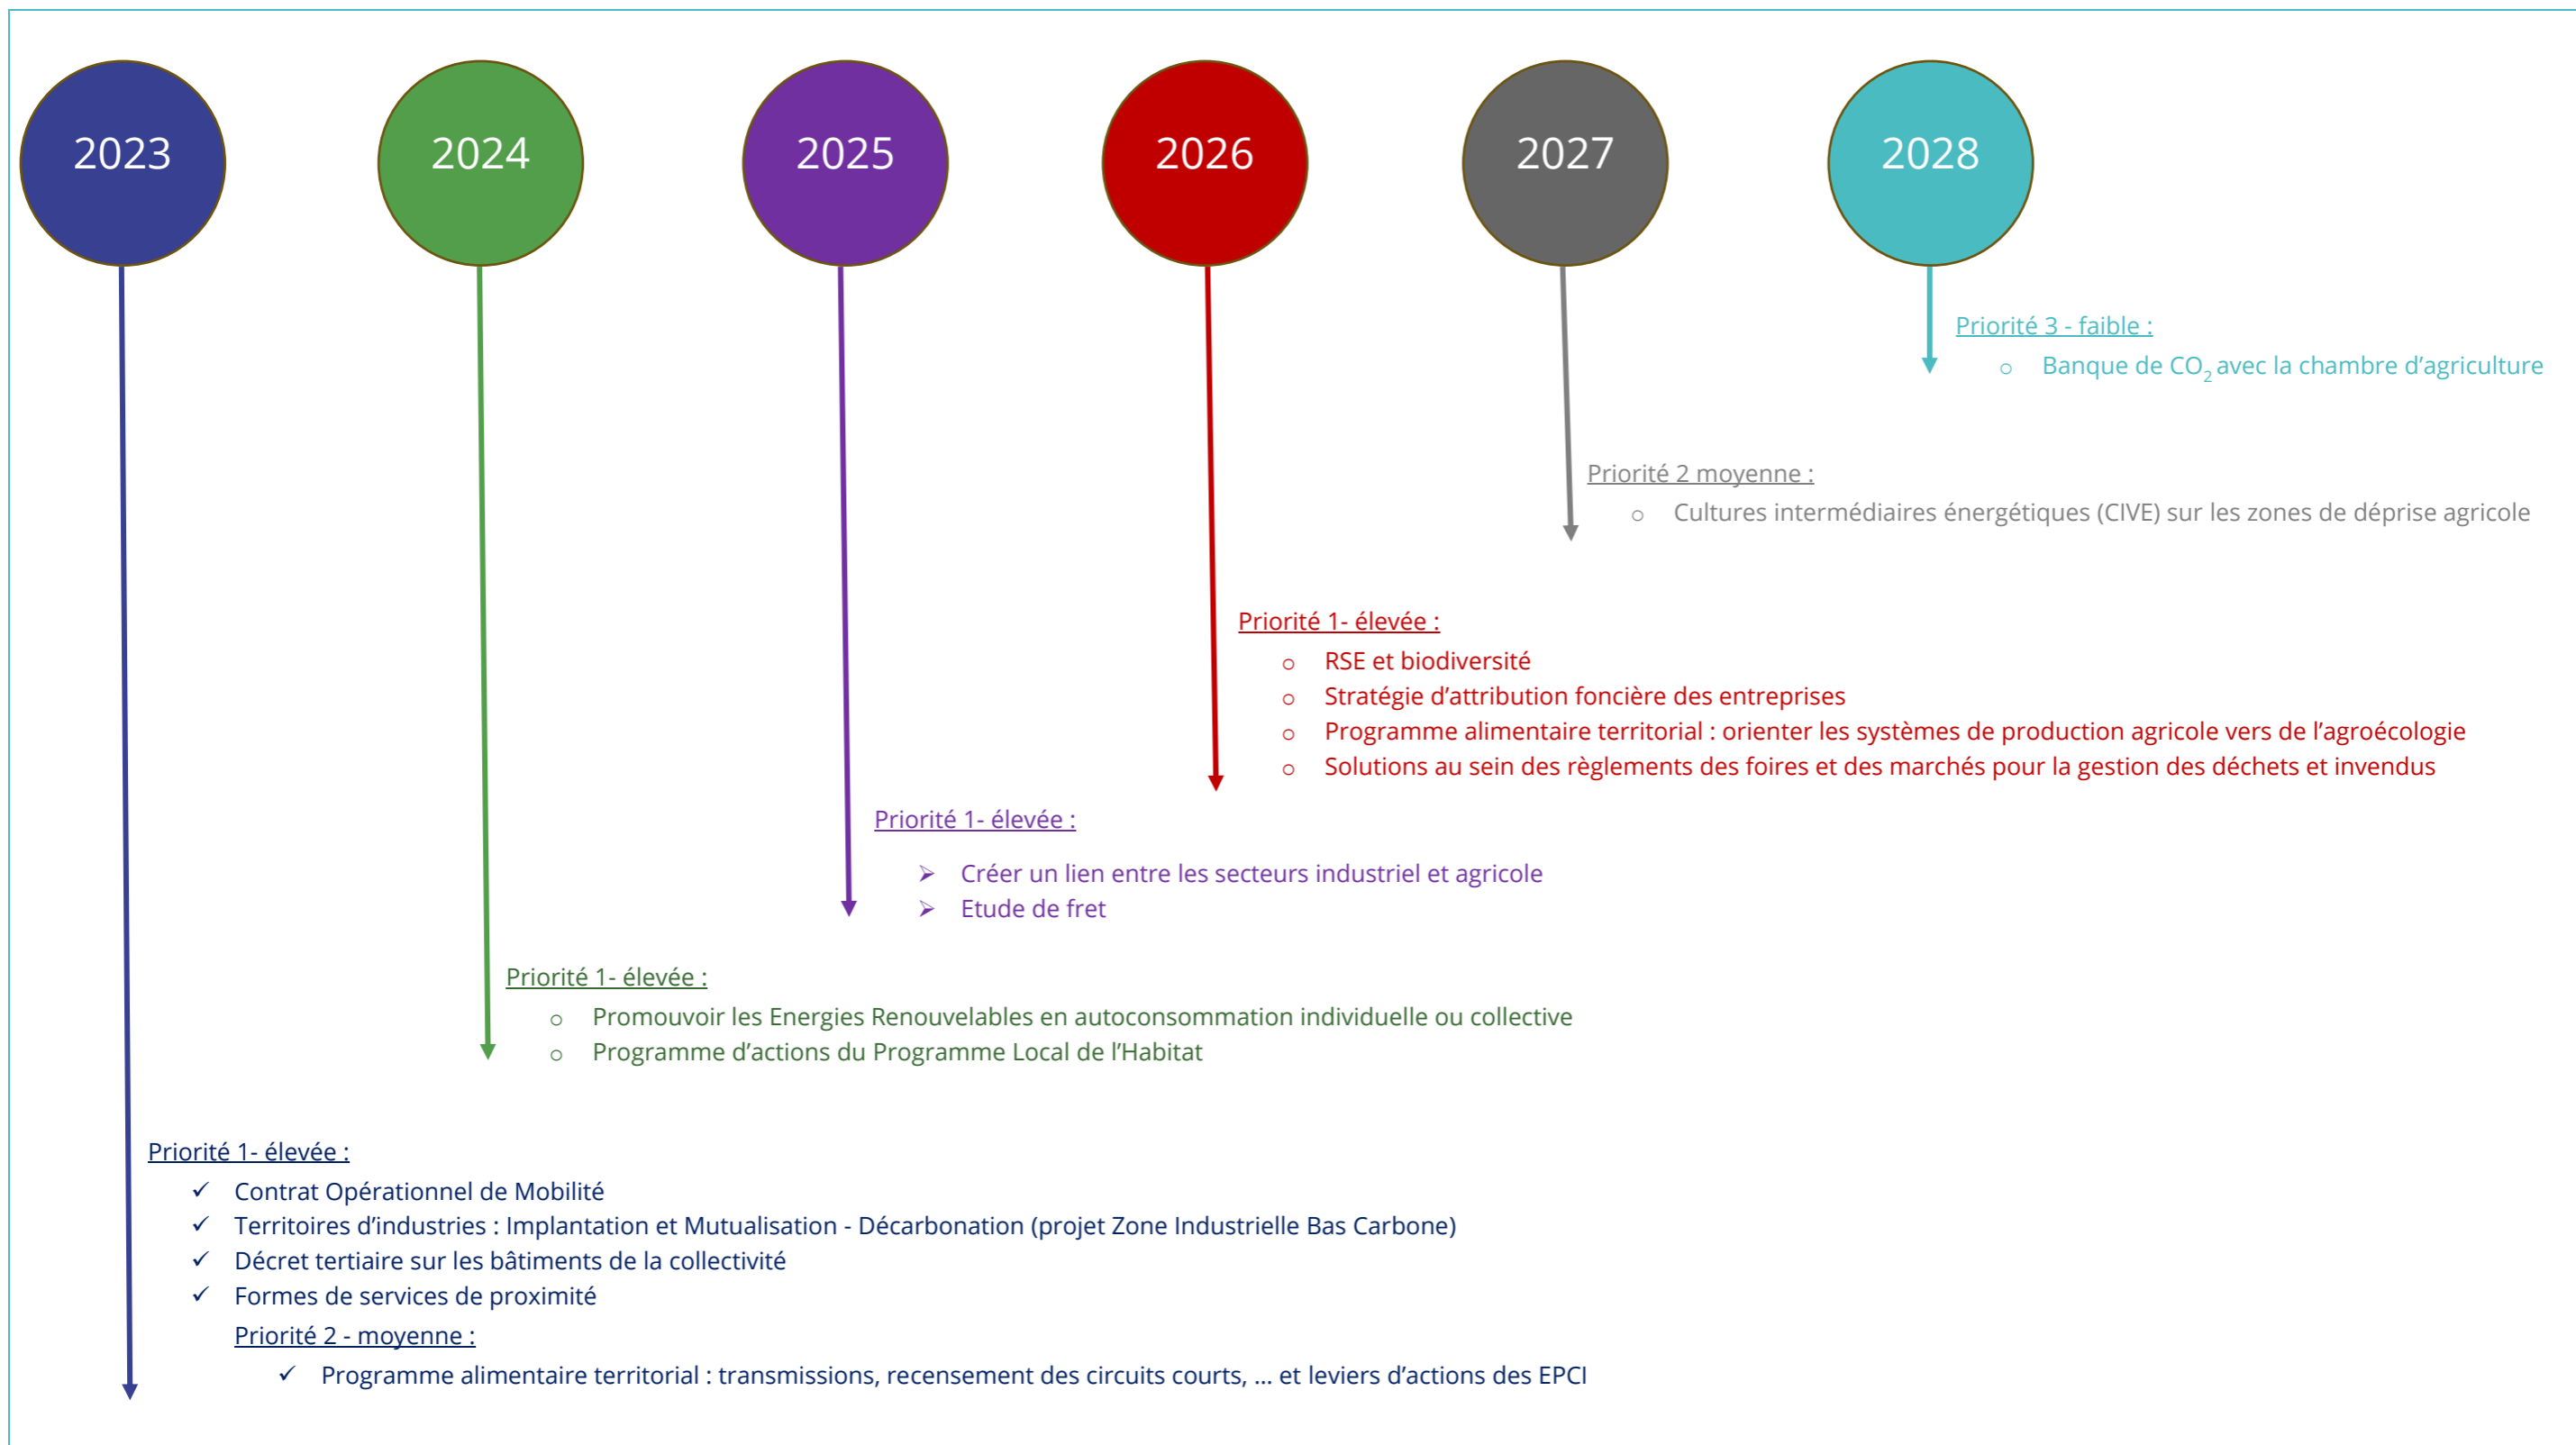 2023
2024
2025
2026
2027
2028
Priorité 3 - faible :
o Banque de CO2 avec la chambre d’agriculture
Priorité 2 moyenne :
o Cultures intermédiaires énergétiques (CIVE) sur les zones de déprise agricole
Priorité 1- élevée :
o RSE et biodiversité
o Stratégie d’attribution foncière des entreprises
o Programme alimentaire territorial : orienter les systèmes de production agricole vers de l’agroécologie
o Solutions au sein des règlements des foires et des marchés pour la gestion des déchets et invendus
Priorité 1- élevée :
➢ Créer un lien entre les secteurs industriel et agricole
➢ Etude de fret
Priorité 1- élevée :
o Promouvoir les Energies Renouvelables en autoconsommation individuelle ou collective
o Programme d’actions du Programme Local de l’Habitat
Priorité 1- élevée :
✓ Contrat Opérationnel de Mobilité
✓ Territoires d’industries : Implantation et Mutualisation - Décarbonation (projet Zone Industrielle Bas Carbone)
✓ Décret tertiaire sur les bâtiments de la collectivité
✓ Formes de services de proximité
Priorité 2 - moyenne :
✓ Programme alimentaire territorial : transmissions, recensement des circuits courts, … et leviers d’actions des EPCI